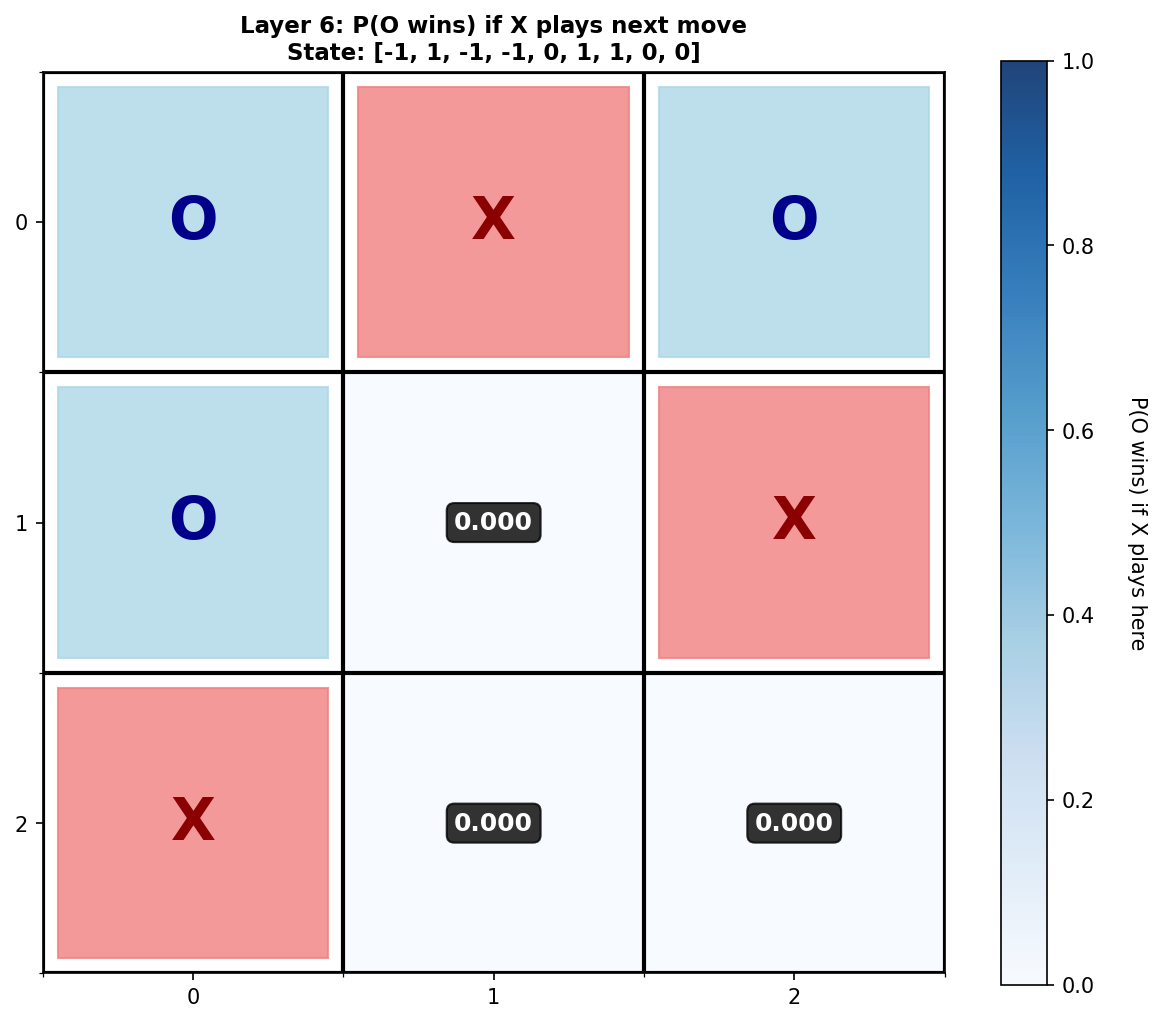 Layer 6: P(O wins) if X plays next move
State: [-1, 1, -1, -1, 0, 1, 1, 0, 0]
0
O
X
O
1
O
0.000
X
2
X
0.000
0.000
0
1
2
1.0
0.8
0.6
0.4
0.2
0.0
P(O wins) if X plays here